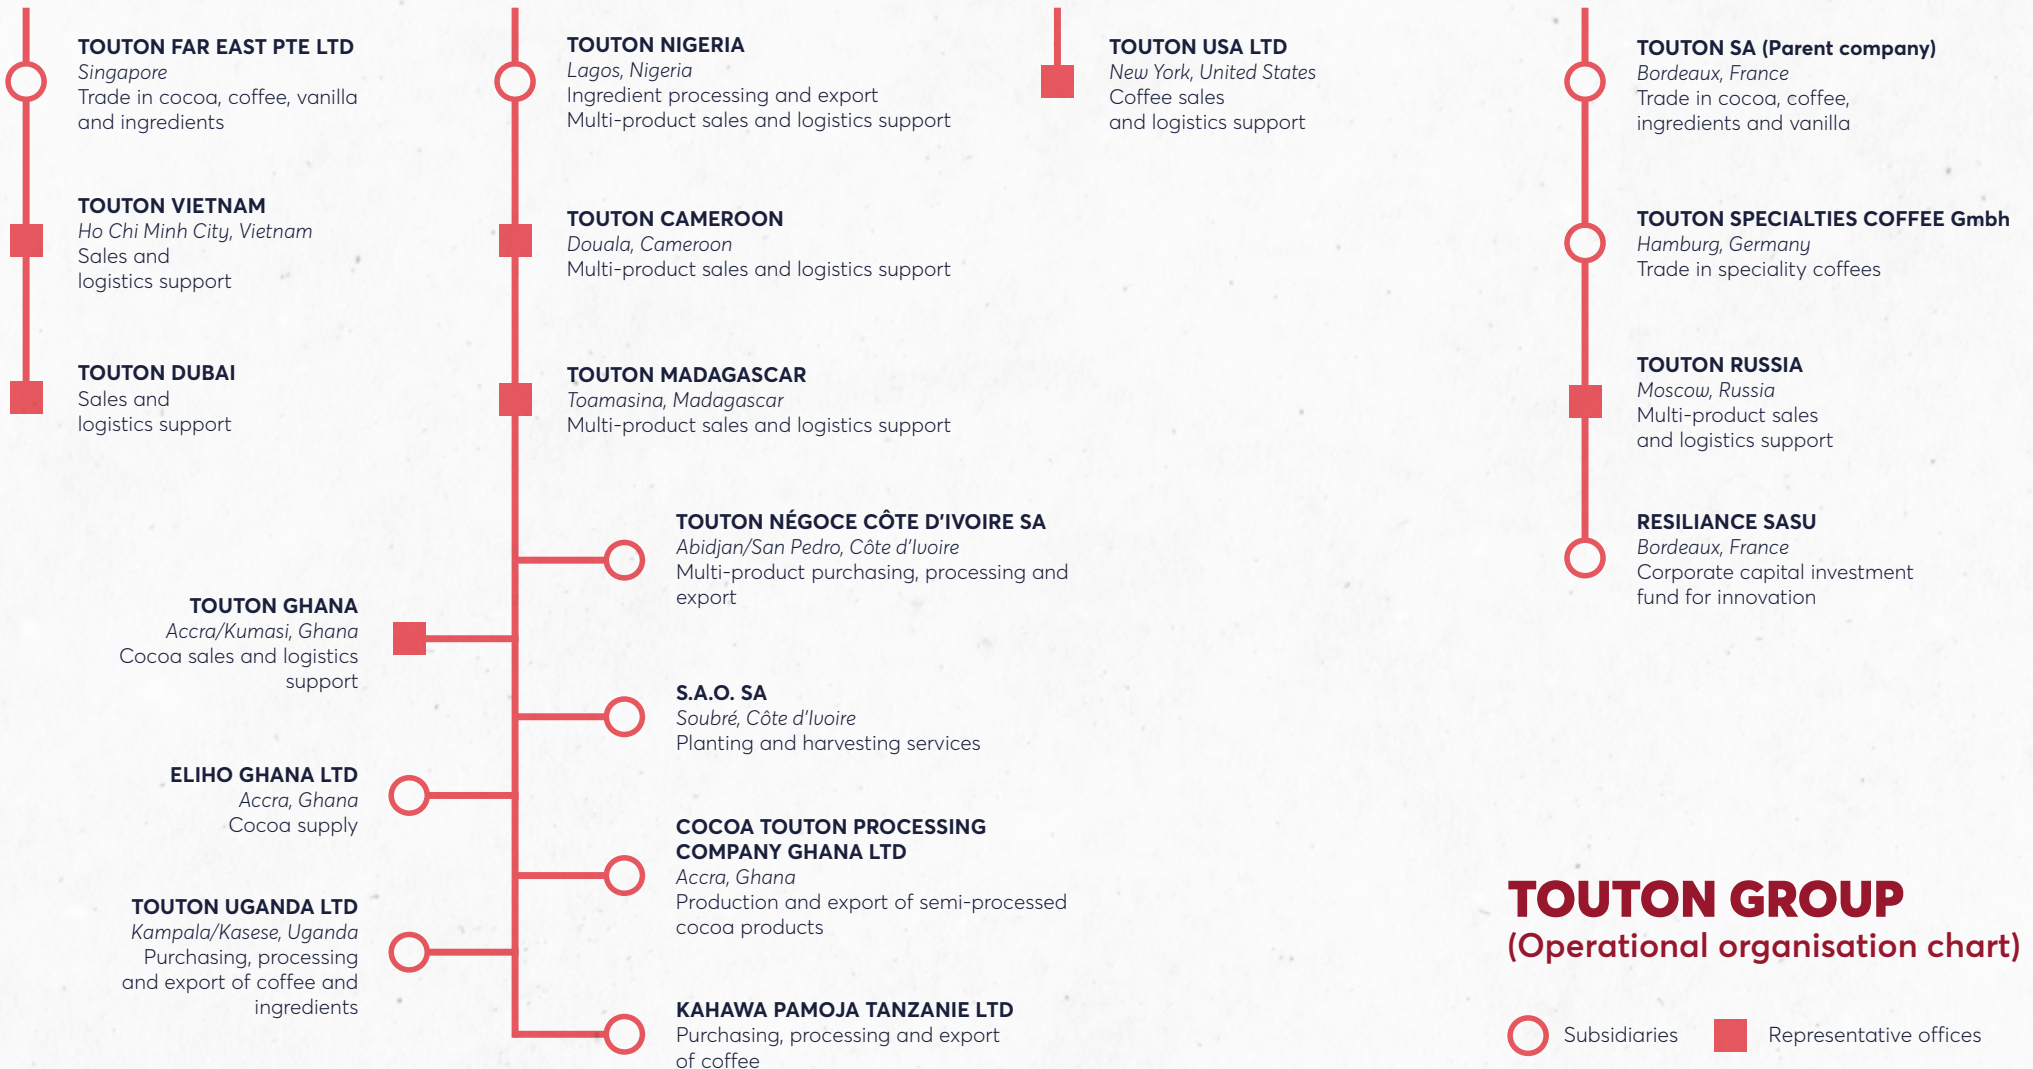 TOUTON FAR EAST PTE LTD
Singapore
Trade in cocoa, coffee, vanilla
and ingredients
TOUTON VIETNAM
Ho Chi Minh City, Vietnam
Sales and
logistics support
TOUTON DUBAI
Sales and
logistics support
TOUTON NIGERIA
Lagos, Nigeria
Ingredient processing and export
Multi-product sales and logistics support
TOUTON CAMEROON
Douala, Cameroon
Multi-product sales and logistics support
TOUTON MADAGASCAR
Toamasina, Madagascar
Multi-product sales and logistics support
TOUTON NÉGOCE CÔTE D'IVOIRE SA
Abidjan/San Pedro, Côte d'Ivoire
Multi-product purchasing, processing and
export
TOUTON GHANA
Accra/Kumasi, Ghana
Cocoa sales and logistics
support
S.A.O. SA
Soubré, Côte d'Ivoire
Planting and harvesting services
ELIHO GHANA LTD
Accra, Ghana
Cocoa supply
COCOA TOUTON PROCESSING
COMPANY GHANA LTD
Accra, Ghana
Production and export of semi-processed
cocoa products
TOUTON UGANDA LTD
Kampala/Kasese, Uganda
Purchasing, processing
and export of coffee and
ingredients
KAHAWA PAMOJA TANZANIE LTD
Purchasing, processing and export
of coffee
TOUTON USA LTD
New York, United States
Coffee sales
and logistics support
TOUTON SA (Parent company)
Bordeaux, France
Trade in cocoa, coffee,
ingredients and vanilla
TOUTON SPECIALTIES COFFEE Gmbh
Hamburg, Germany
Trade in speciality coffees
TOUTON RUSSIA
Moscow, Russia
Multi-product sales
and logistics support
RESILIANCE SASU
Bordeaux, France
Corporate capital investment
fund for innovation
TOUTON GROUP
(Operational organisation chart)
Subsidiaries
Representative offices